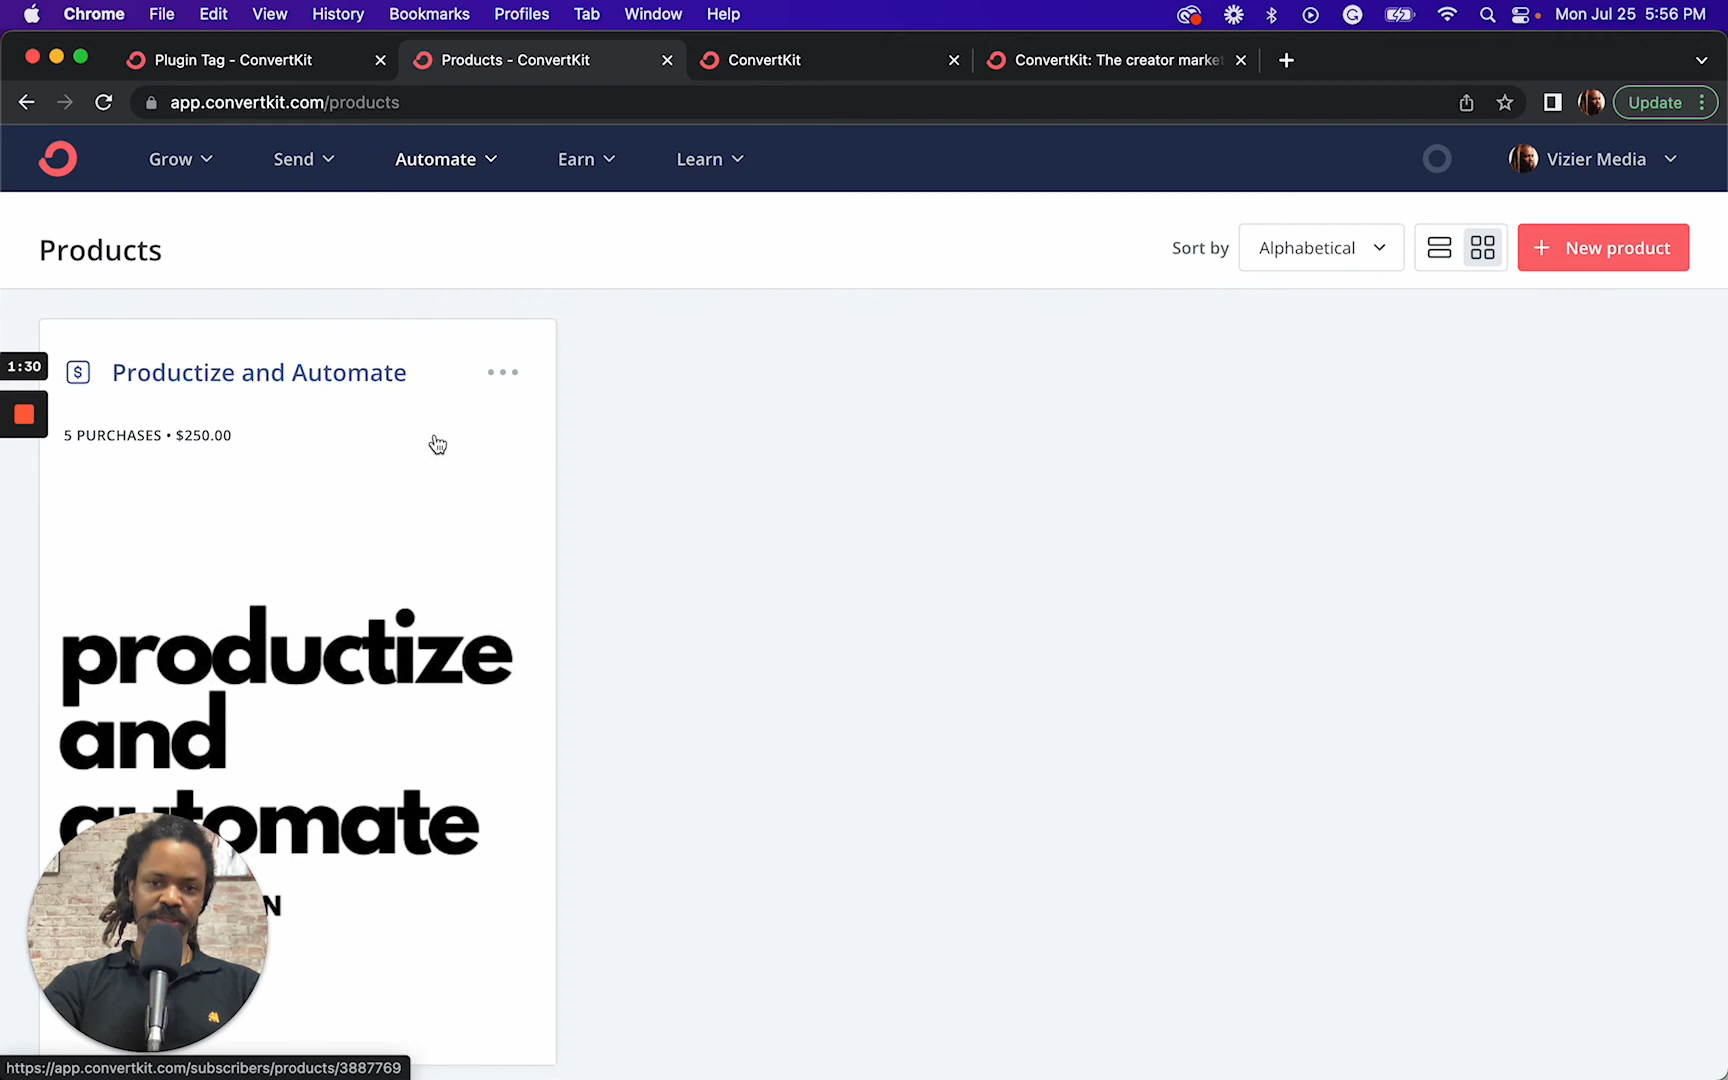 Chrome File Edit View History Bookmarks Profiles Tab Window Help Mon Jul 25 5:56 PM
Plugin Tag - ConvertKit Products - ConvertKit ConvertKit ConvertKit: The creator market
app.convertkit.com/products Update
Grow Send Automate Earn Learn Vizier Media
Products Sort by Alphabetical + New product
1:30
$ Productize and Automate
5 PURCHASES • $250.00
productize
and
automate
N
https://app.convertkit.com/subscribers/products/3887769